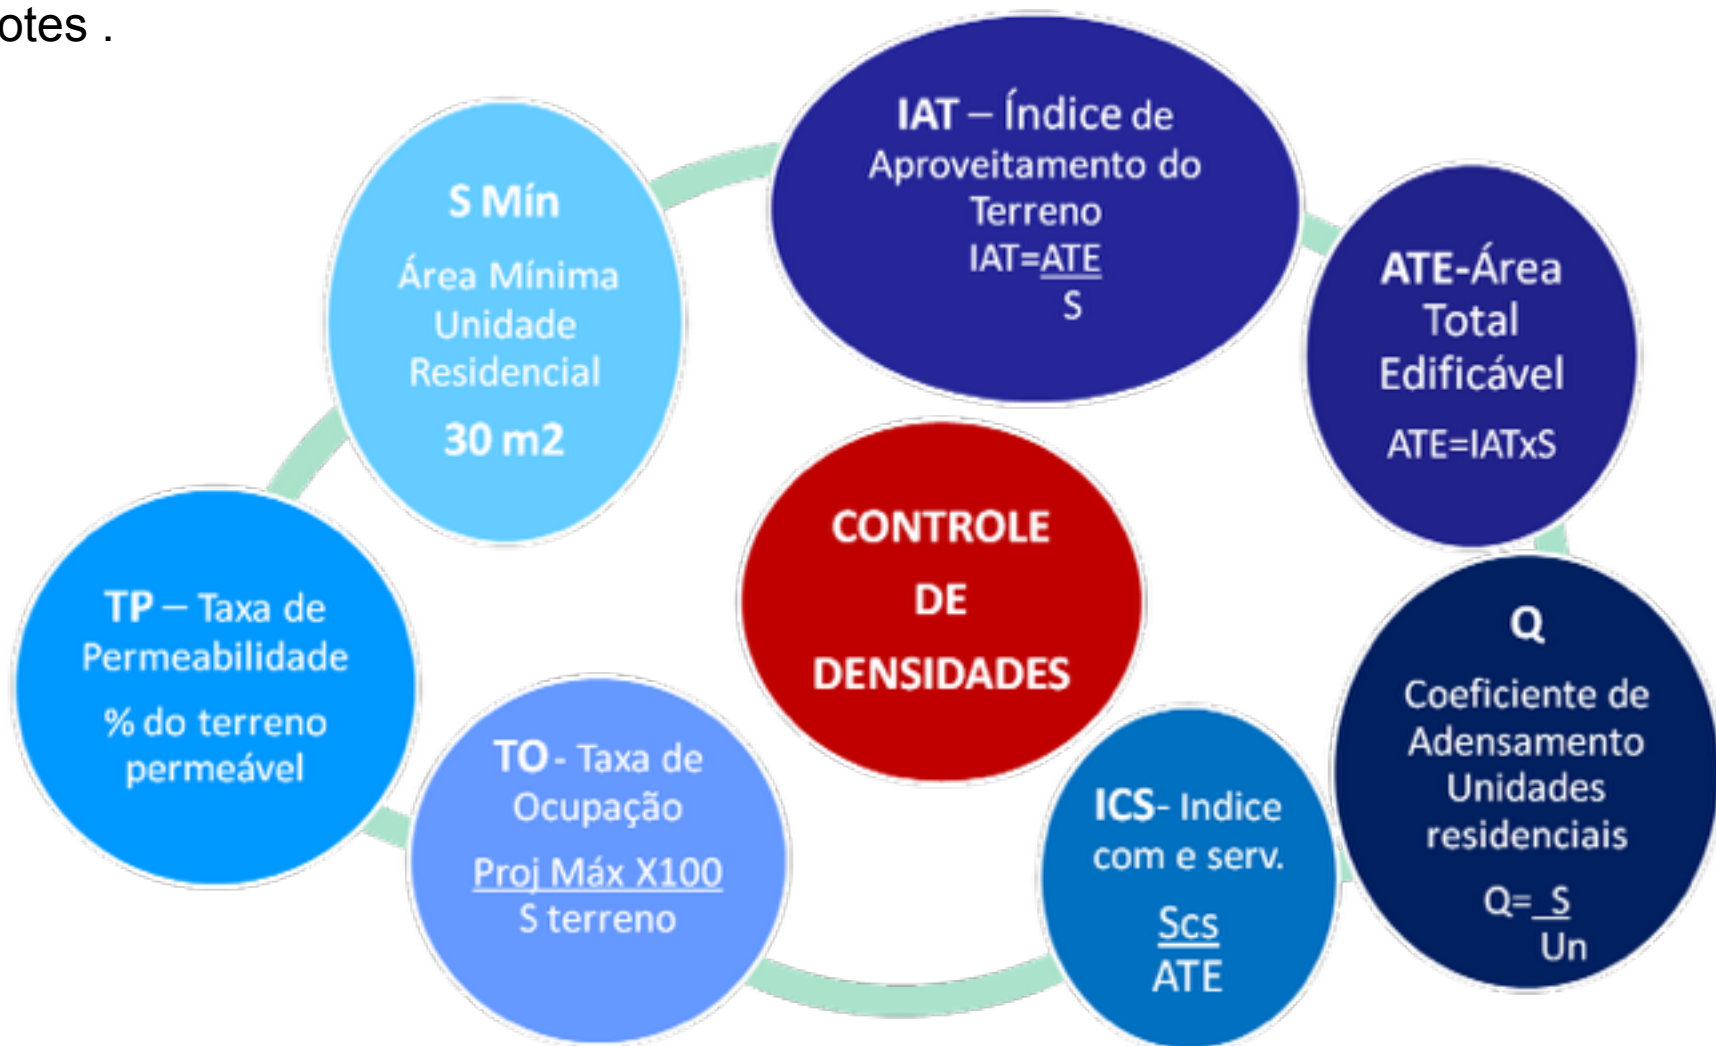 otes .
IAT – Índice de
Aproveitamento do
Terreno
IAT=ATE
S
ATE-Área
Total
Edificável
ATE=IATxS
Q
Coeficiente de
Adensamento
Unidades
residenciais
Q= S
Un
ICS- Indice
com e serv.
Scs
ATE
TO- Taxa de
Ocupação
Proj Máx X100
S terreno
TP – Taxa de
Permeabilidade
% do terreno
permeável
S Mín
Área Mínima
Unidade
Residencial
30 m2
CONTROLE
DE
DENSIDADES